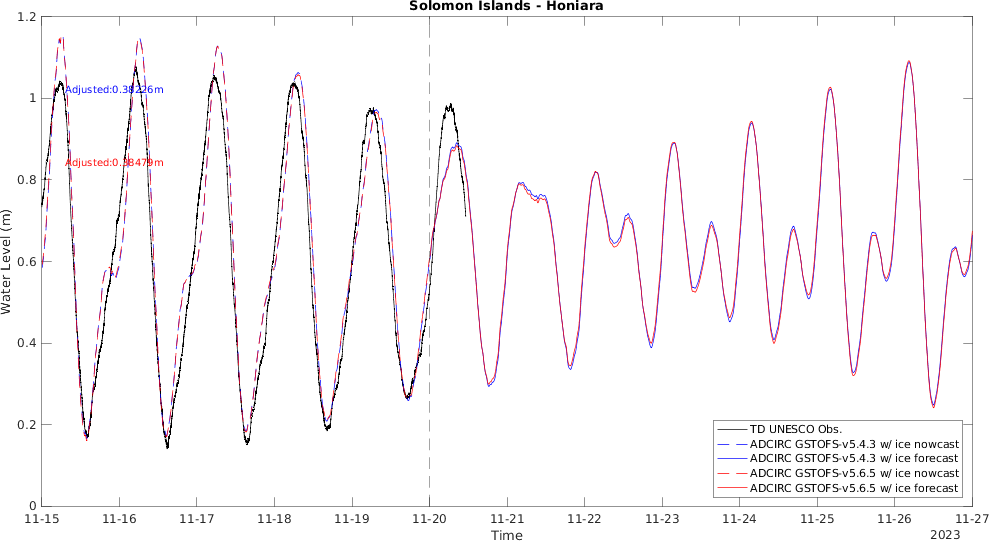 Solomon Islands - Honiara
1.2
1
0.8
0.6
0.4
0.2
0
Water Level (m)
Adjusted:0.38226m
Adjusted:0.38479m
TD UNESCO Obs.
ADCIRC GSTOFS-v5.4.3 w/ ice nowcast
ADCIRC GSTOFS-v5.4.3 w/ ice forecast
ADCIRC GSTOFS-v5.6.5 w/ ice nowcast
ADCIRC GSTOFS-v5.6.5 w/ ice forecast
11-15 11-16 11-17 11-18 11-19 11-20 11-21 11-22 11-23 11-24 11-25 11-26 11-27
Time
2023